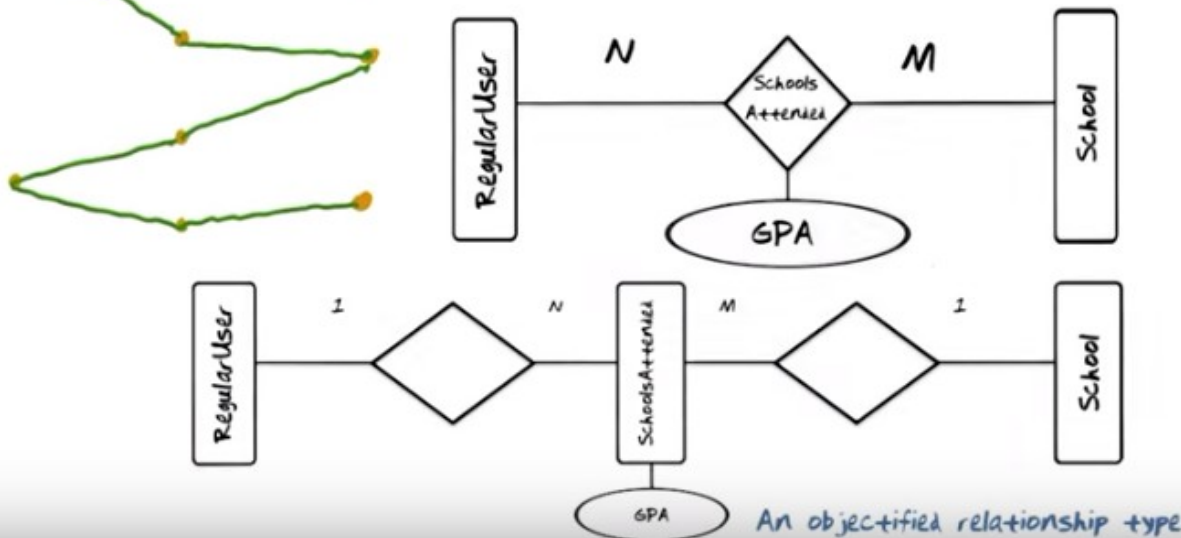 N
M
RegularUser
Schools
Attended
School
GPA
1
N
M
1
RegularUser
SchoolsAttended
School
GPA
An objectified relationship type